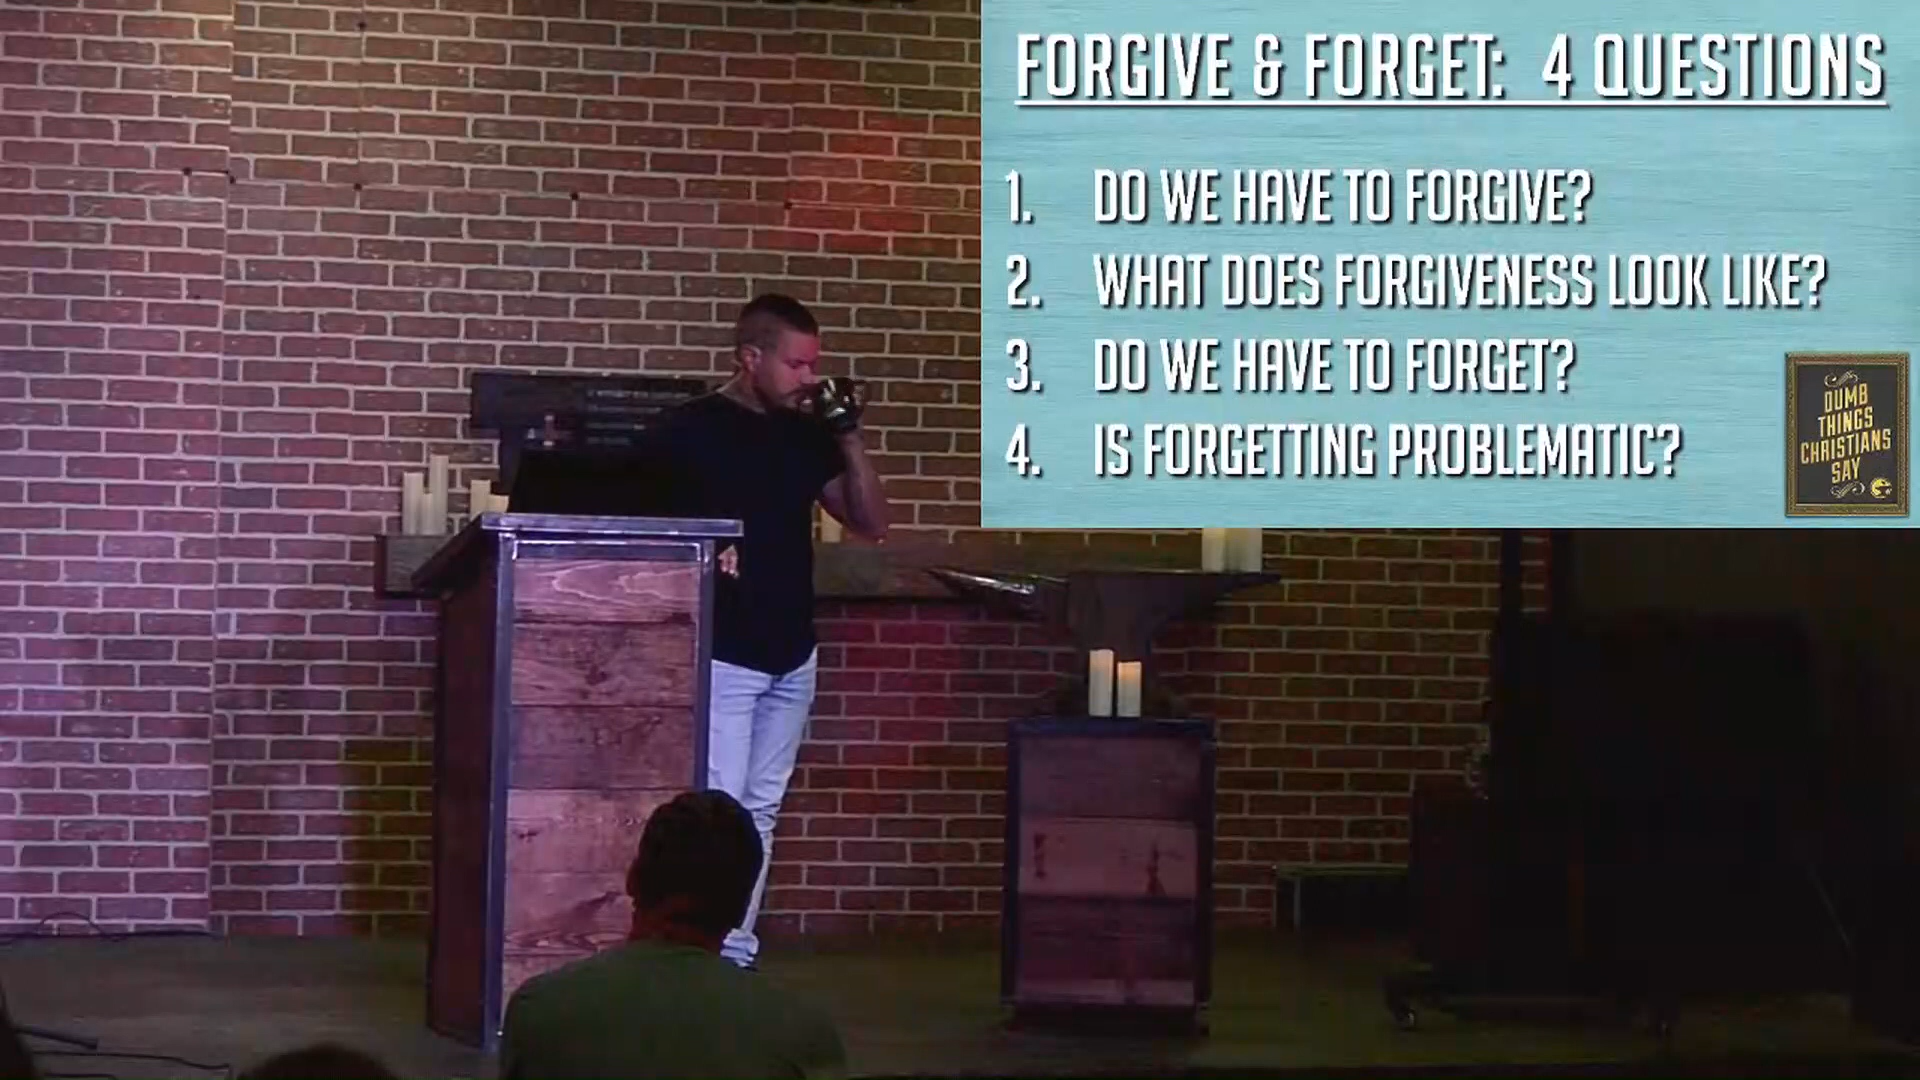 FORGIVE & FORGET: 4 QUESTIONS
1. DO WE HAVE TO FORGIVE?
2. WHAT DOES FORGIVENESS LOOK LIKE?
3. DO WE HAVE TO FORGET?
4. IS FORGETTING PROBLEMATIC?
DUMB
THINGS
CHRISTIANS
SAY